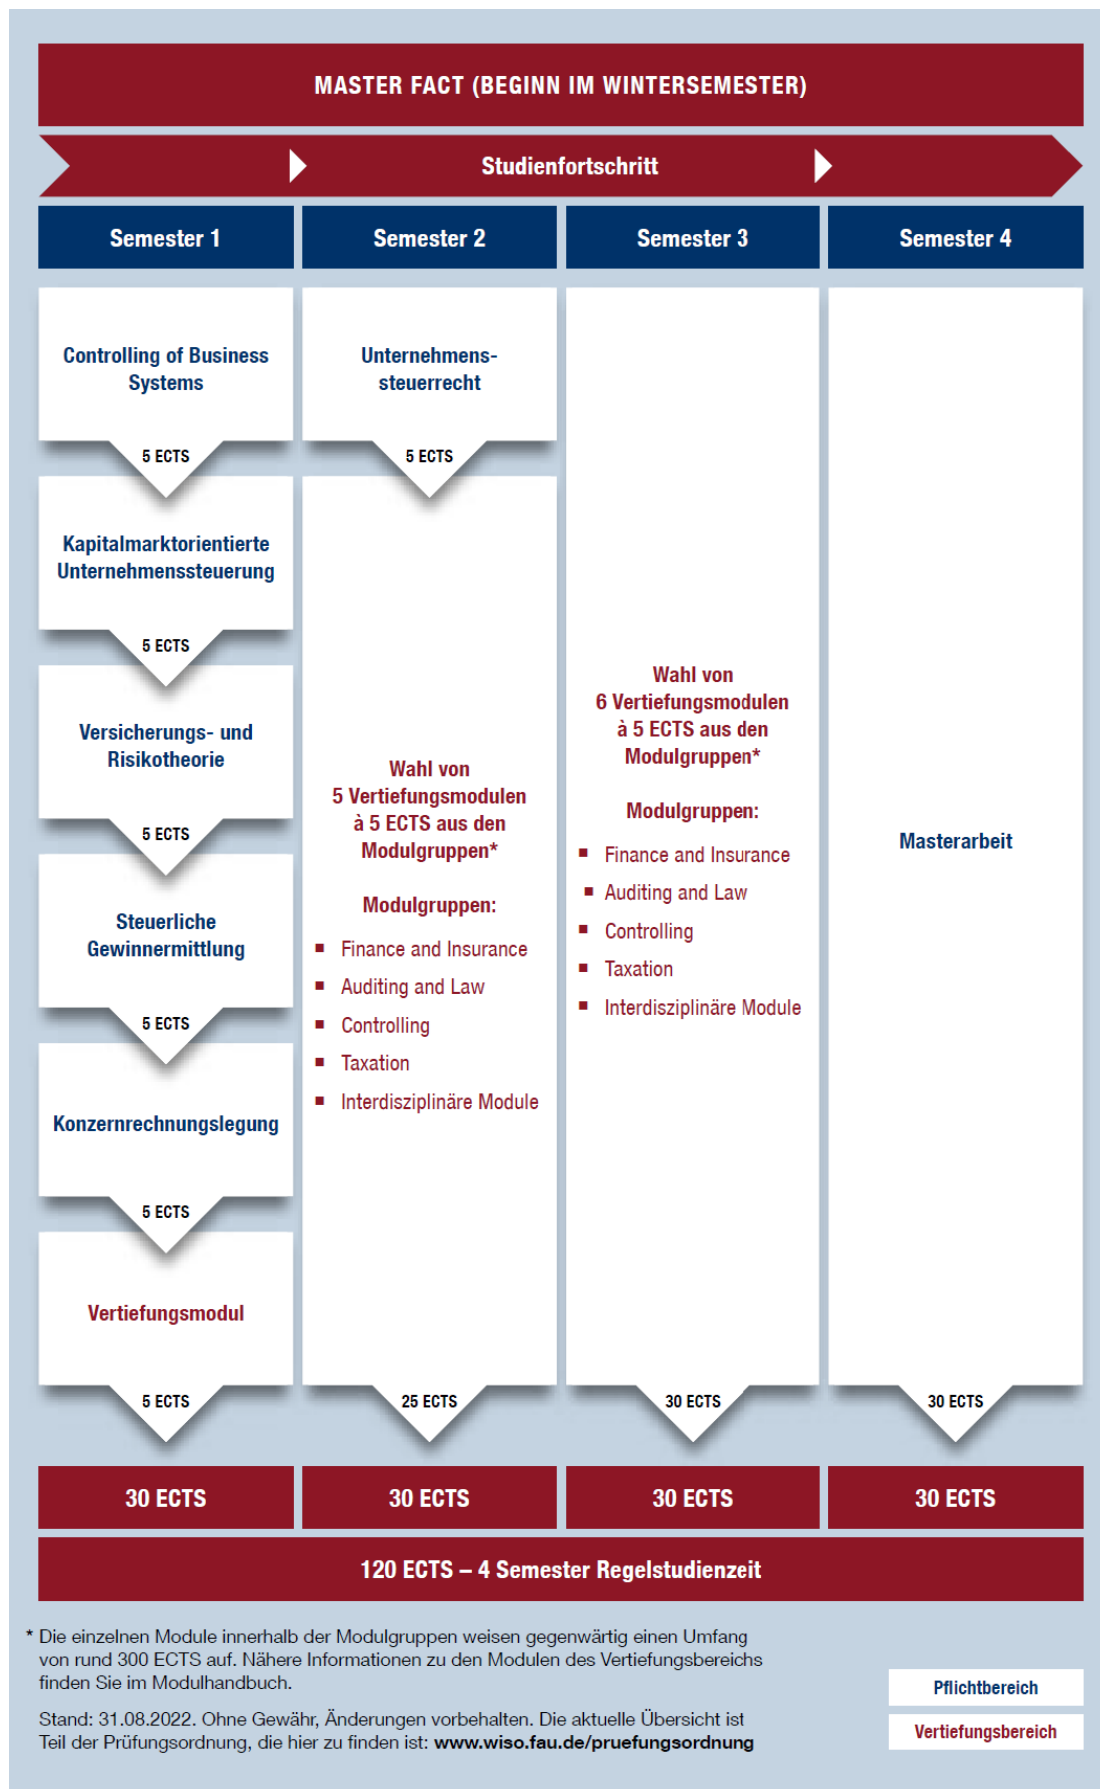 MASTER FACT (BEGINN IM WINTERSEMESTER)
Studienfortschritt
Semester 1
Semester 2
Semester 3
Semester 4
Controlling of Business
Systems
5 ECTS
Kapitalmarktorientierte
Unternehmenssteuerung
5 ECTS
Versicherungs- und
Risikotheorie
5 ECTS
Steuerliche
Gewinnermittlung
5 ECTS
Konzernrechnungslegung
5 ECTS
Vertiefungsmodul
5 ECTS
Unternehmens-
steuerrecht
5 ECTS
Wahl von
5 Vertiefungsmodulen
à 5 ECTS aus den
Modulgruppen*
Modulgruppen:
Finance and Insurance
Auditing and Law
Controlling
Taxation
Interdisziplinäre Module
25 ECTS
Wahl von
6 Vertiefungsmodulen
à 5 ECTS aus den
Modulgruppen*
Modulgruppen:
Finance and Insurance
Auditing and Law
Controlling
Taxation
Interdisziplinäre Module
30 ECTS
Masterarbeit
30 ECTS
30 ECTS
30 ECTS
30 ECTS
30 ECTS
120 ECTS – 4 Semester Regelstudienzeit
* Die einzelnen Module innerhalb der Modulgruppen weisen gegenwärtig einen Umfang
von rund 300 ECTS auf. Nähere Informationen zu den Modulen des Vertiefungsbereichs
finden Sie im Modulhandbuch.
Stand: 31.08.2022. Ohne Gewähr, Änderungen vorbehalten. Die aktuelle Übersicht ist
Teil der Prüfungsordnung, die hier zu finden ist: www.wiso.fau.de/pruefungsordnung
Pflichtbereich
Vertiefungsbereich